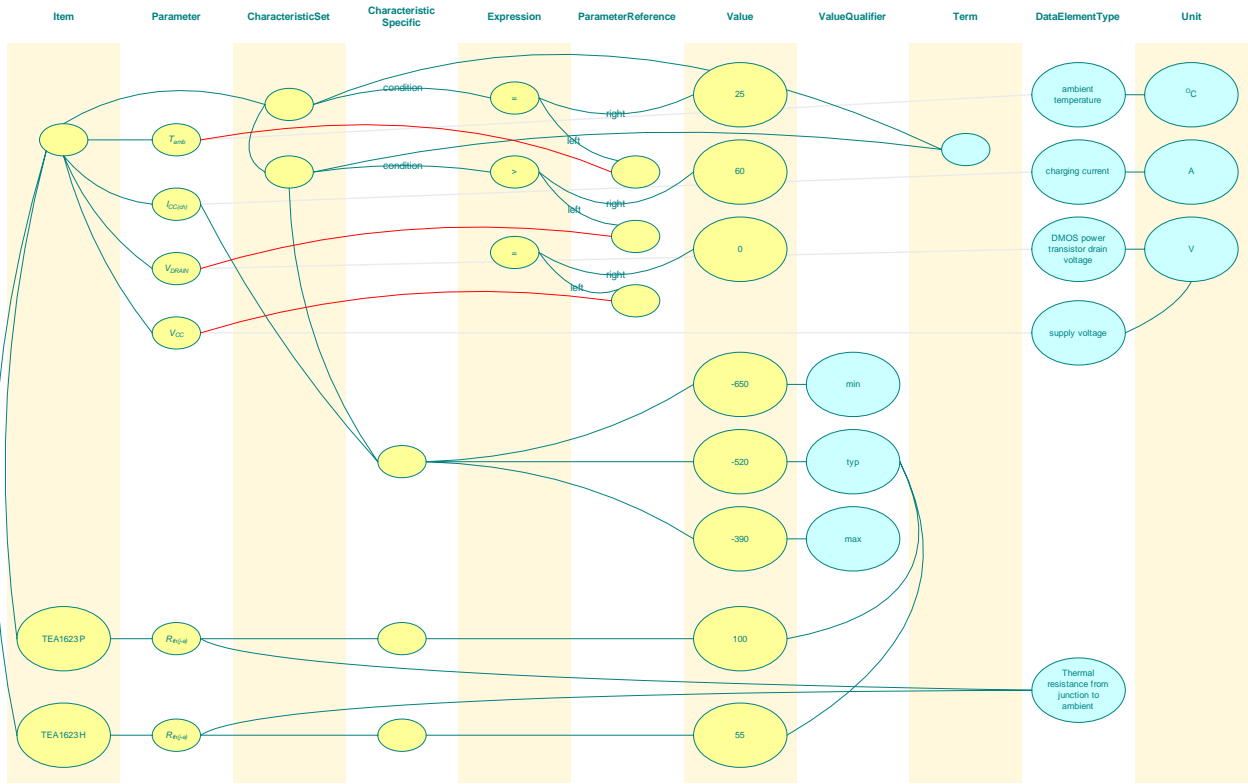 Item Parameter CharacteristicSet Characteristic Expression ParameterReference Value ValueQualifier Term DataElementType Unit
Specific
condition = right 25 ambient °C
temperature
Tamb left
condition > 60 charging current A
ICC(ch) right
left
= 0 DMOS power V
transistor drain
voltage
VDRAIN right
left
VCC supply voltage
-650 min
-520 typ
-390 max
TEA1623P Rth(j-a) 100
Thermal
resistance from
junction to
ambient
TEA1623H Rth(j-a) 55